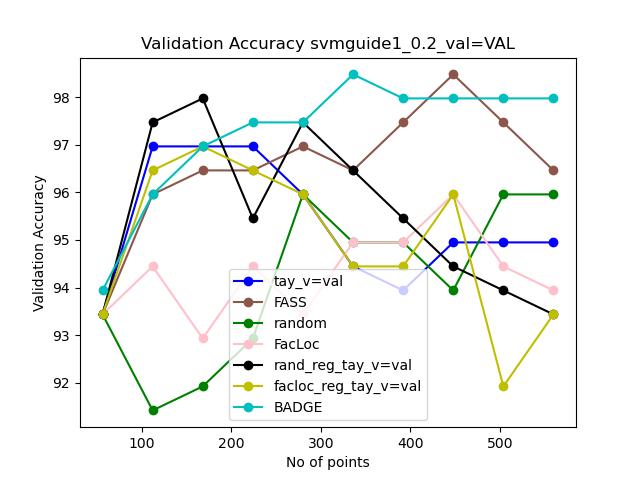 Validation Accuracy svmguide1_0.2_val=VAL
98
97
96
95
94
93
92
Validation Accuracy
tay_v=val
FASS
random
FacLoc
rand_reg_tay_v=val
facloc_reg_tay_v=val
BADGE
100
200
300
400
500
No of points